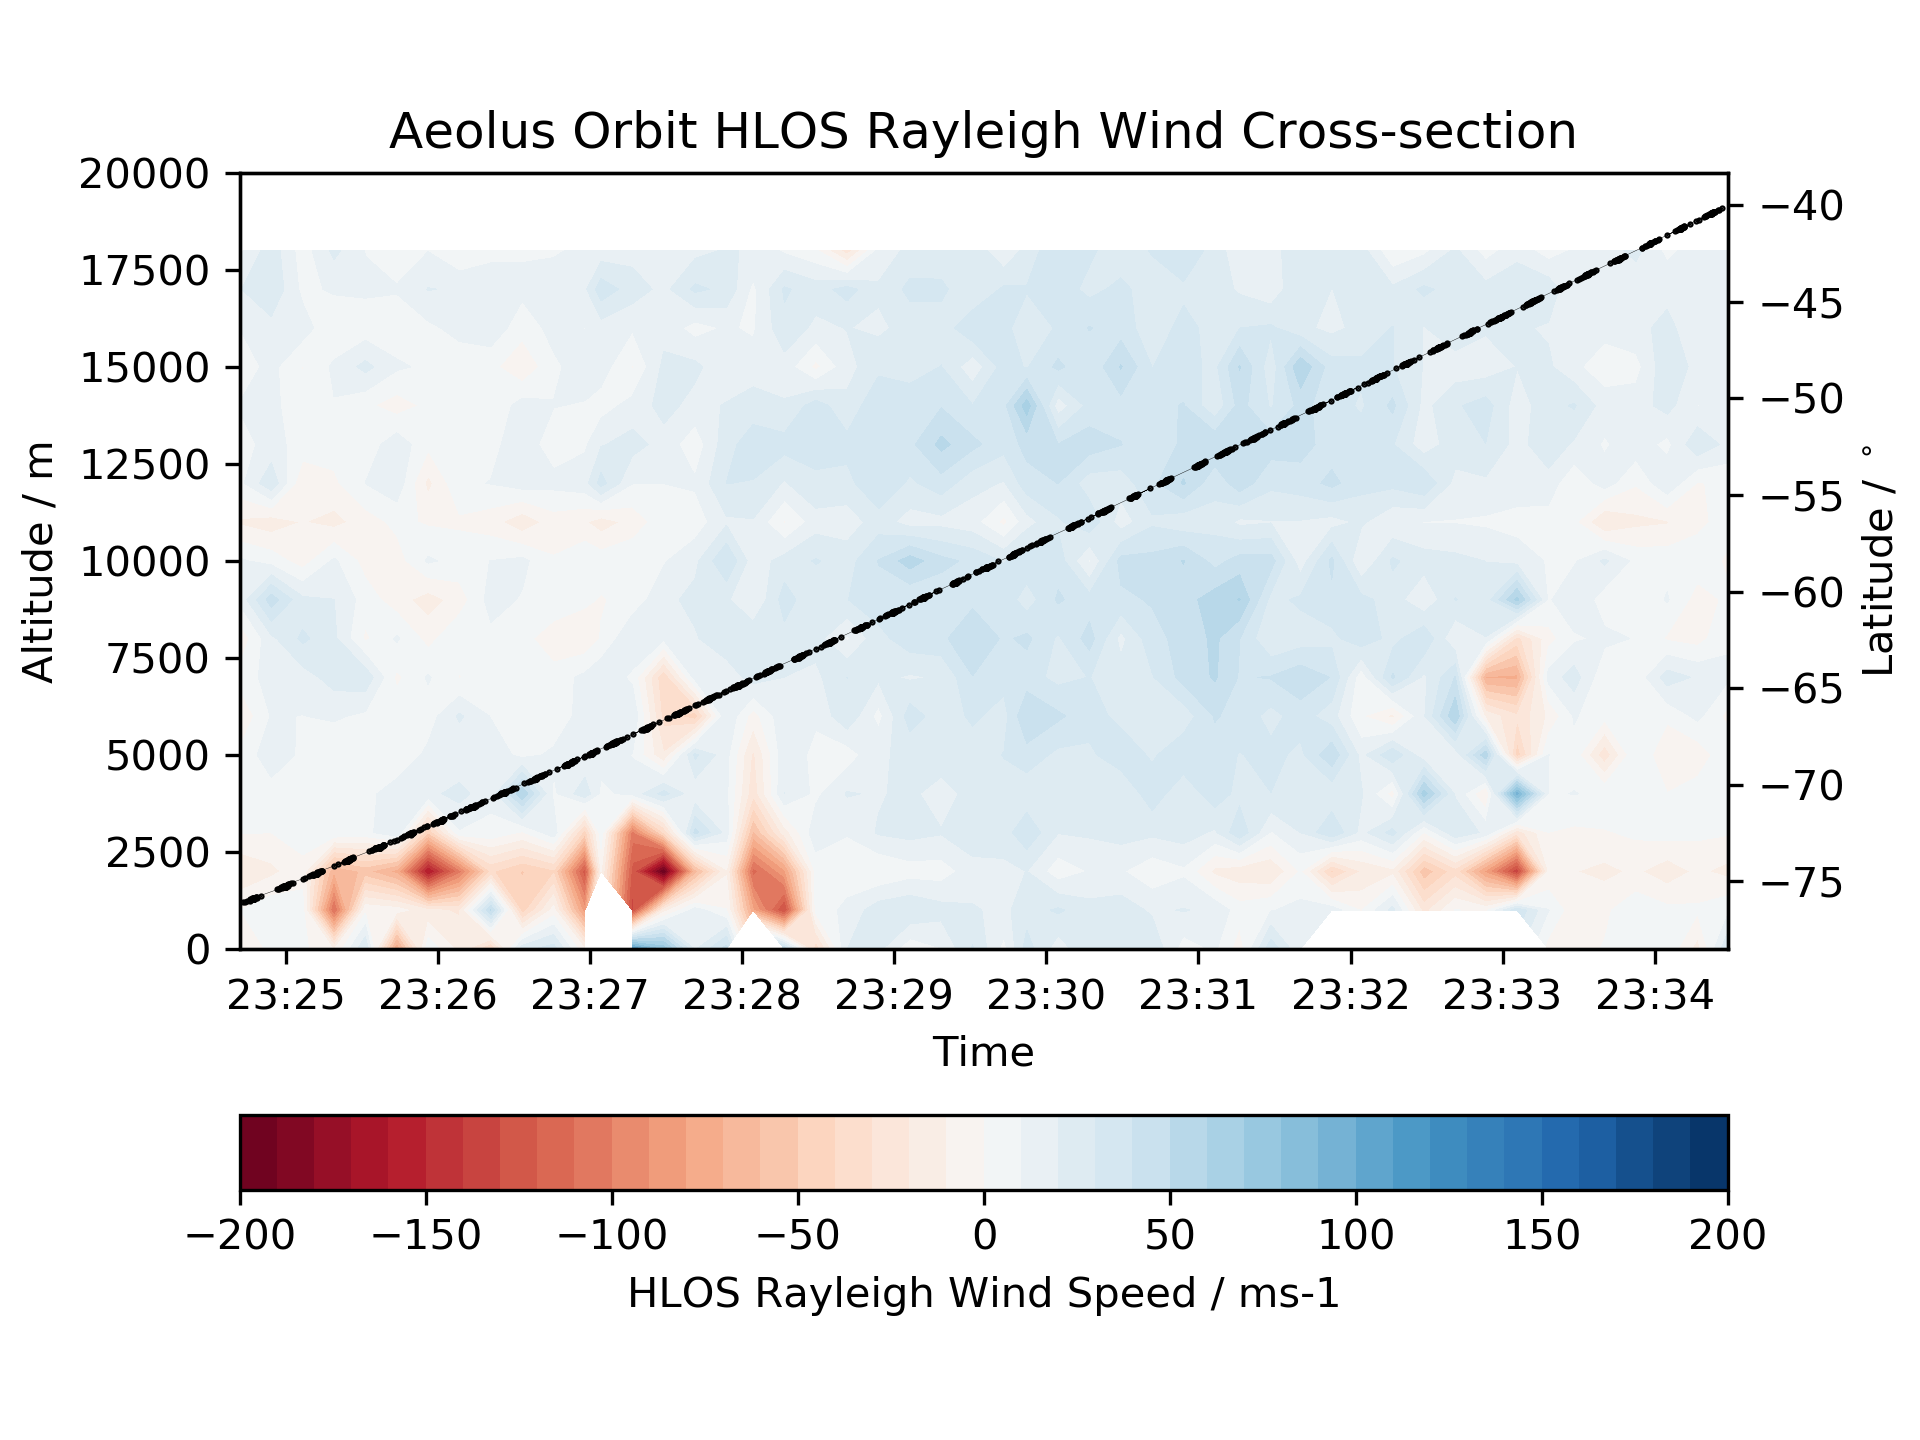 Aeolus Orbit HLOS Rayleigh Wind Cross-section
20000
17500
15000
12500
10000
7500
5000
2500
0
Altitude / m
−40
−45
−50
−55
−60
−65
−70
−75
Latitude / °
23:25 23:26 23:27 23:28 23:29 23:30 23:31 23:32 23:33 23:34
Time
−200 −150 −100 −50 0 50 100 150 200
HLOS Rayleigh Wind Speed / ms-1